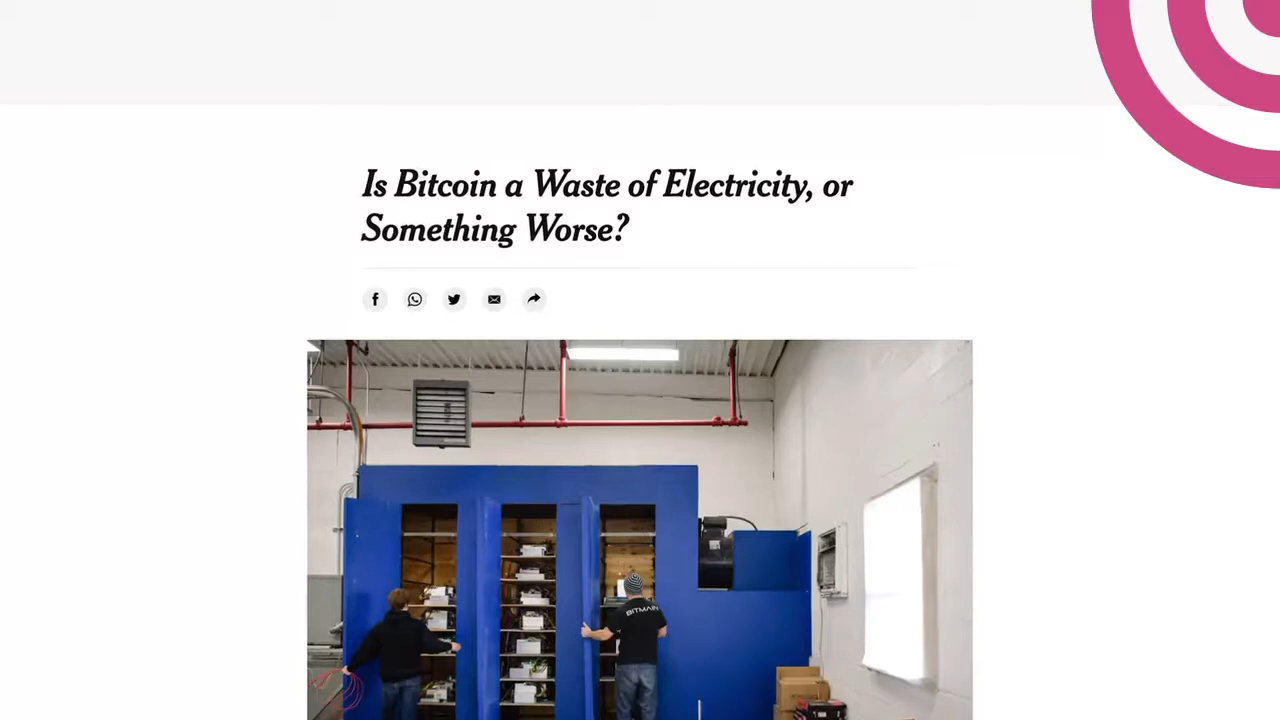 Is Bitcoin a Waste of Electricity, or
Something Worse?
BITMAIN